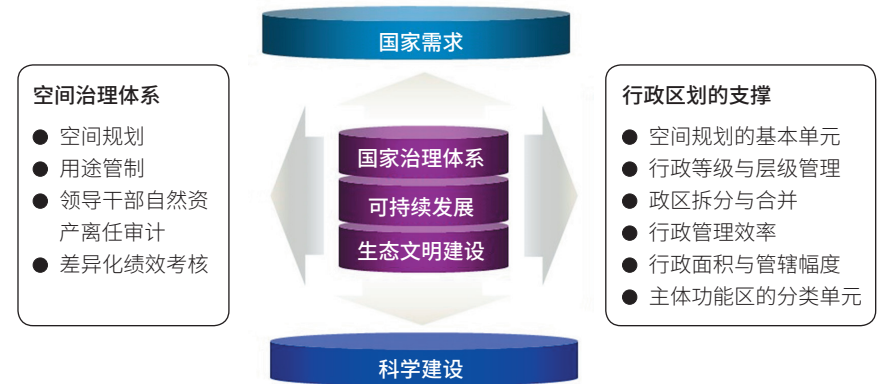 国家需求
空间治理体系
● 空间规划
● 用途管制
● 领导干部自然资
产离任审计
● 差异化绩效考核
国家治理体系
可持续发展
生态文明建设
行政区划的支撑
● 空间规划的基本单元
● 行政等级与层级管理
● 政区拆分与合并
● 行政管理效率
● 行政面积与管辖幅度
● 主体功能区的分类单元
科学建设